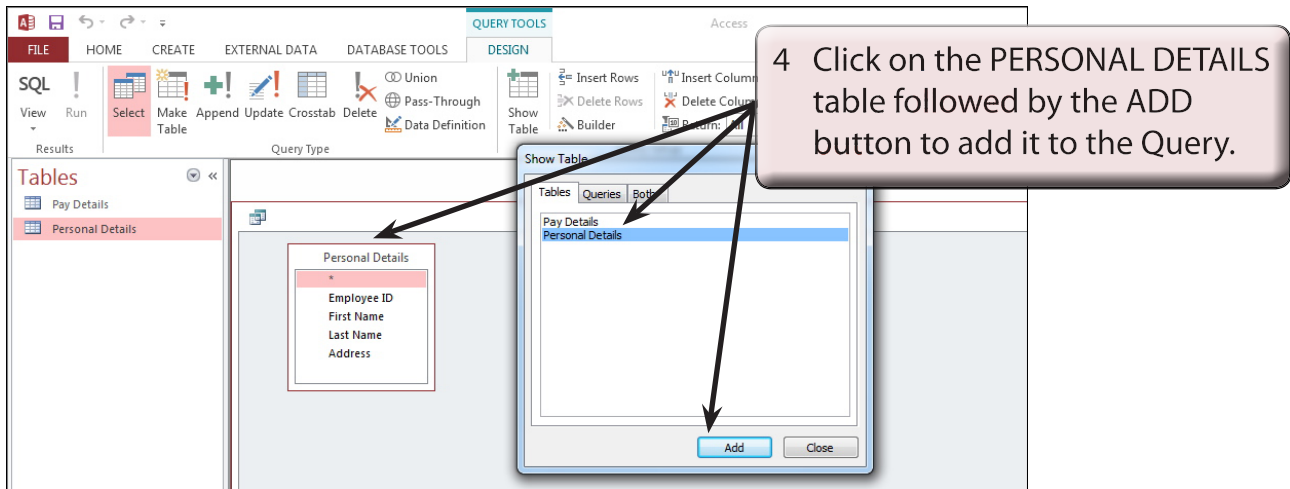 QUERY TOOLS Access
FILE HOME CREATE EXTERNAL DATA DATABASE TOOLS DESIGN
4 Click on the PERSONAL DETAILS
table followed by the ADD
button to add it to the Query.
SQL
View Run
Results
Select
Make
Table
Append Update Crosstab Delete
Union
Pass-Through
Data Definition
Query Type
Show
Table
Insert Rows
Delete Rows
Builder
Insert
Delete
Return:
Tables
Pay Details
Personal Details
Personal Details
*
Employee ID
First Name
Last Name
Address
Show Table
Tables Queries Both
Pay Details
Personal Details
Add Close